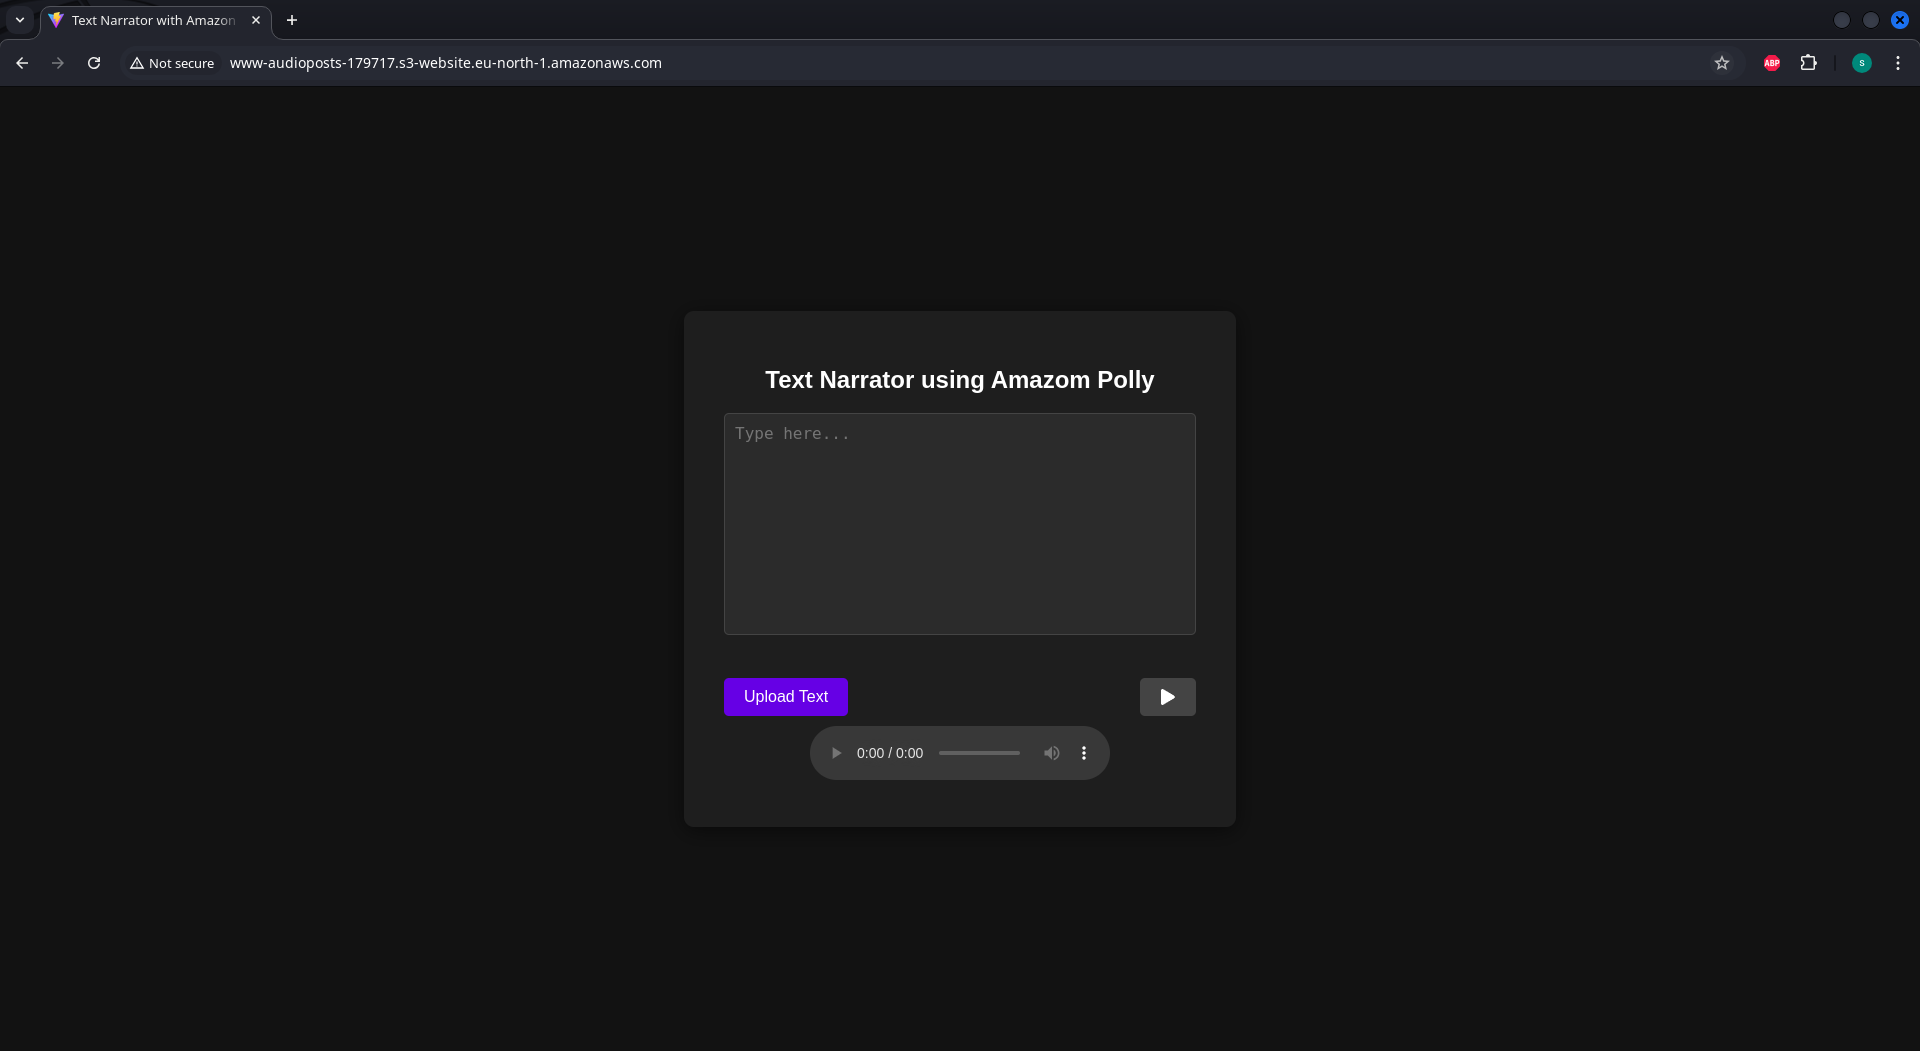 Text Narrator with Amazon
Not secure
www-audioposts-179717.s3-website.eu-north-1.amazonaws.com
ABP
S
Text Narrator using Amazom Polly
Type here...
Upload Text
0:00 / 0:00